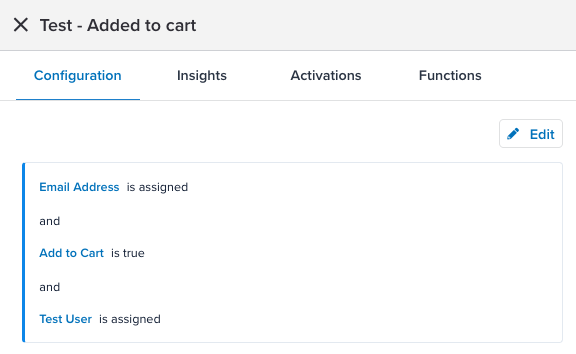 Test - Added to cart
Configuration Insights Activations Functions
Edit
Email Address is assigned
and
Add to Cart is true
and
Test User is assigned